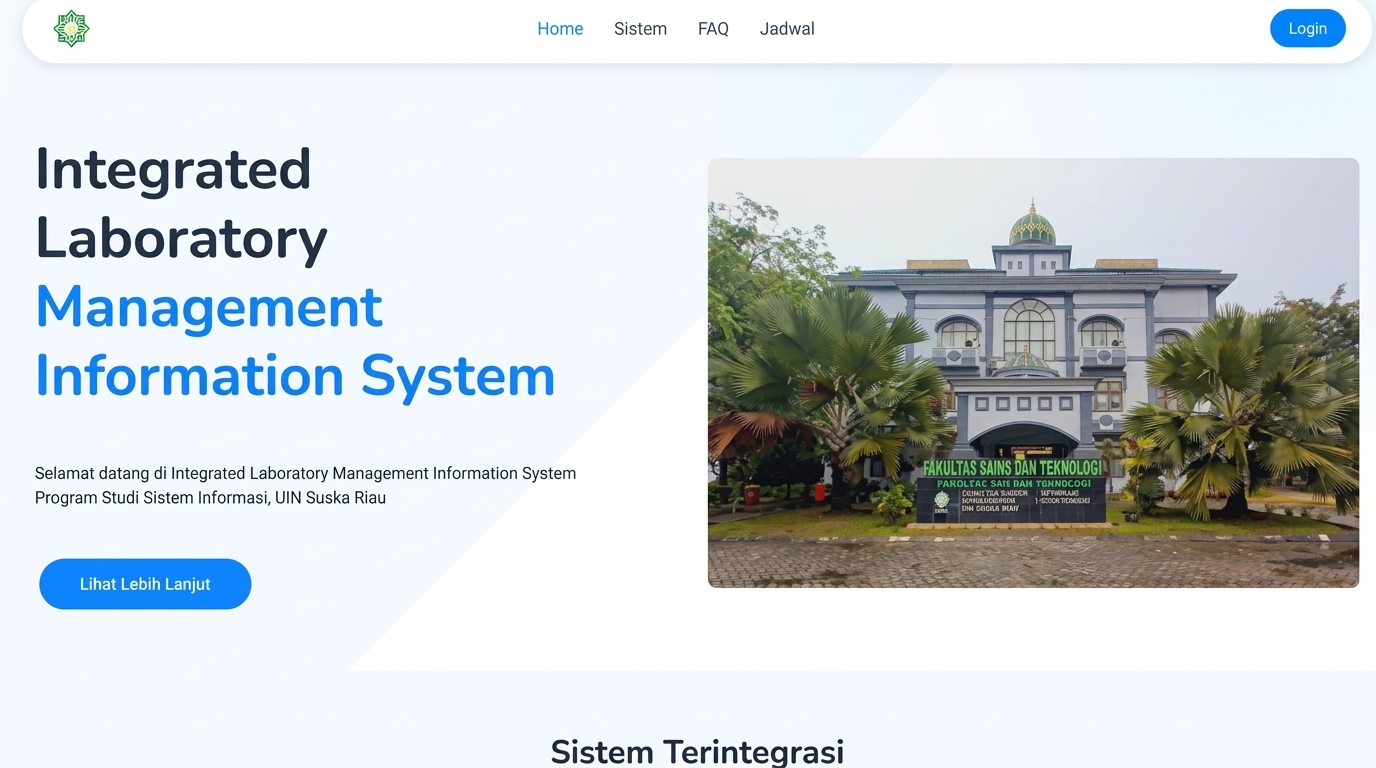 Home Sistem FAQ Jadwal
Login
Integrated
Laboratory
Management
Information System
Selamat datang di Integrated Laboratory Management Information System
Program Studi Sistem Informasi, UIN Suska Riau
Lihat Lebih Lanjut
FAKULTAS SAINS DAN TEKNOLOGI
Sistem Terintegrasi